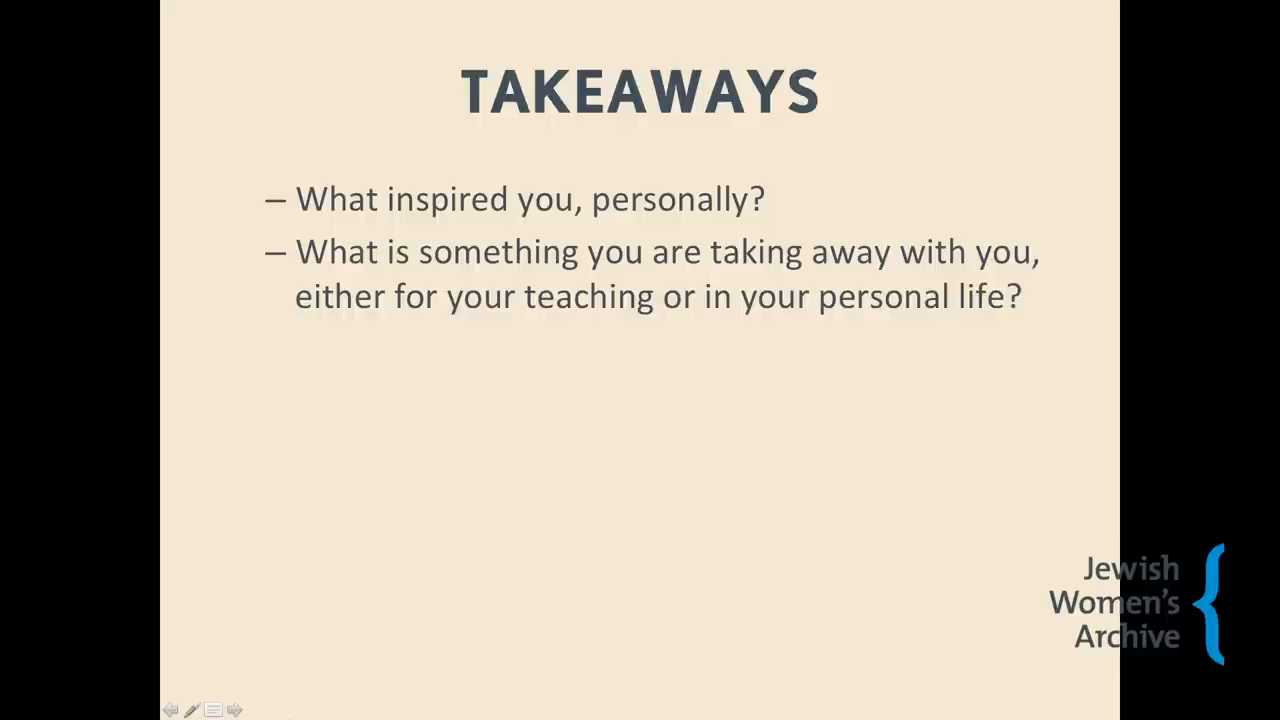 TAKEAWAYS
– What inspired you, personally?
– What is something you are taking away with you,
either for your teaching or in your personal life?
Jewish
Women's
Archive